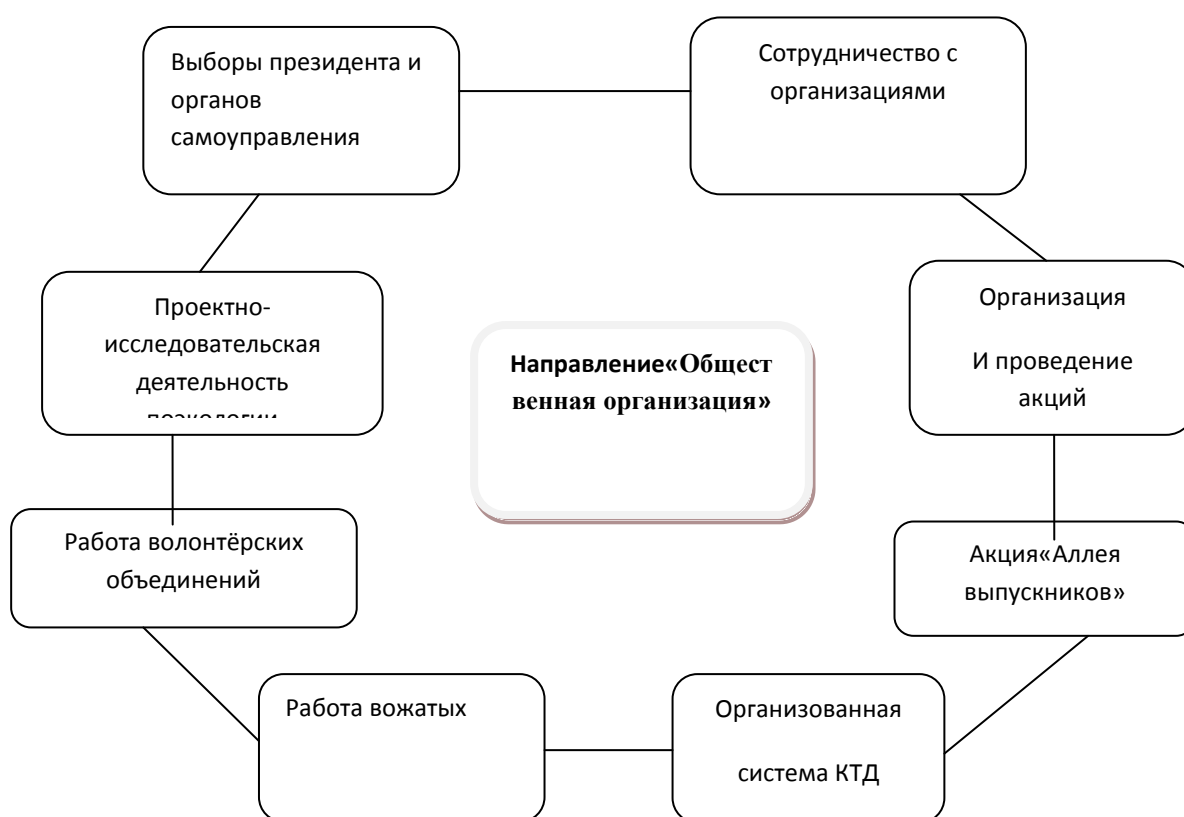 Выборы президента и
органов
самоуправления
Сотрудничество с
организациями
Проектно-
исследовательская
деятельность
поэкологии
Направление«Общест
венная организация»
Организация
И проведение
акций
Работа волонтёрских
объединений
Акция«Аллея
выпускников»
Работа вожатых
Организованная
система КТД